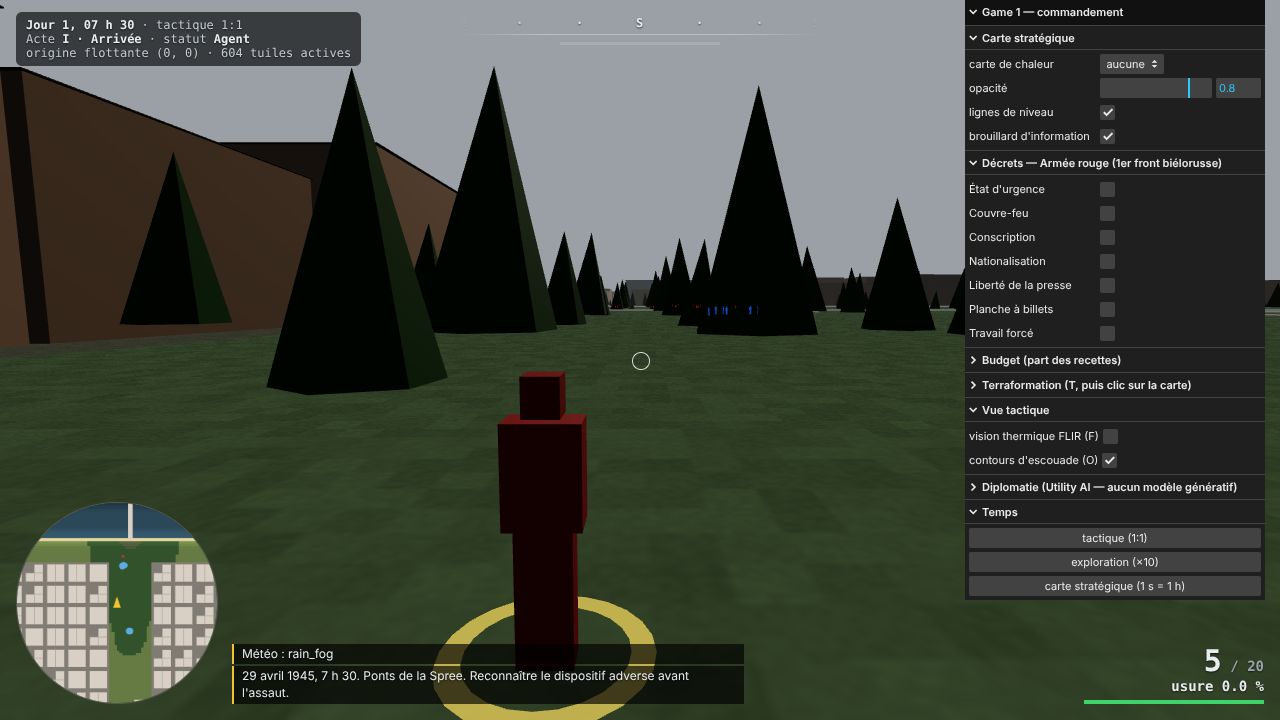 Jour 1, 07 h 30 · tactique 1:1
Acte I · Arrivée · statut Agent
origine flottante (0, 0) · 604 tuiles actives
S
Game 1 — commandement
Carte stratégique
carte de chaleur aucune
opacité 0.8
lignes de niveau
brouillard d'information
Décrets — Armée rouge (1er front biélorusse)
État d'urgence
Couvre-feu
Conscription
Nationalisation
Liberté de la presse
Planche à billets
Travail forcé
Budget (part des recettes)
Terraformation (T, puis clic sur la carte)
Vue tactique
vision thermique FLIR (F)
contours d'escouade (O)
Diplomatie (Utility AI — aucun modèle génératif)
Temps
tactique (1:1)
exploration (×10)
carte stratégique (1 s = 1 h)
Météo : rain_fog
29 avril 1945, 7 h 30. Ponts de la Spree. Reconnaître le dispositif adverse avant
l'assaut.
5 / 20
usure 0.0 %